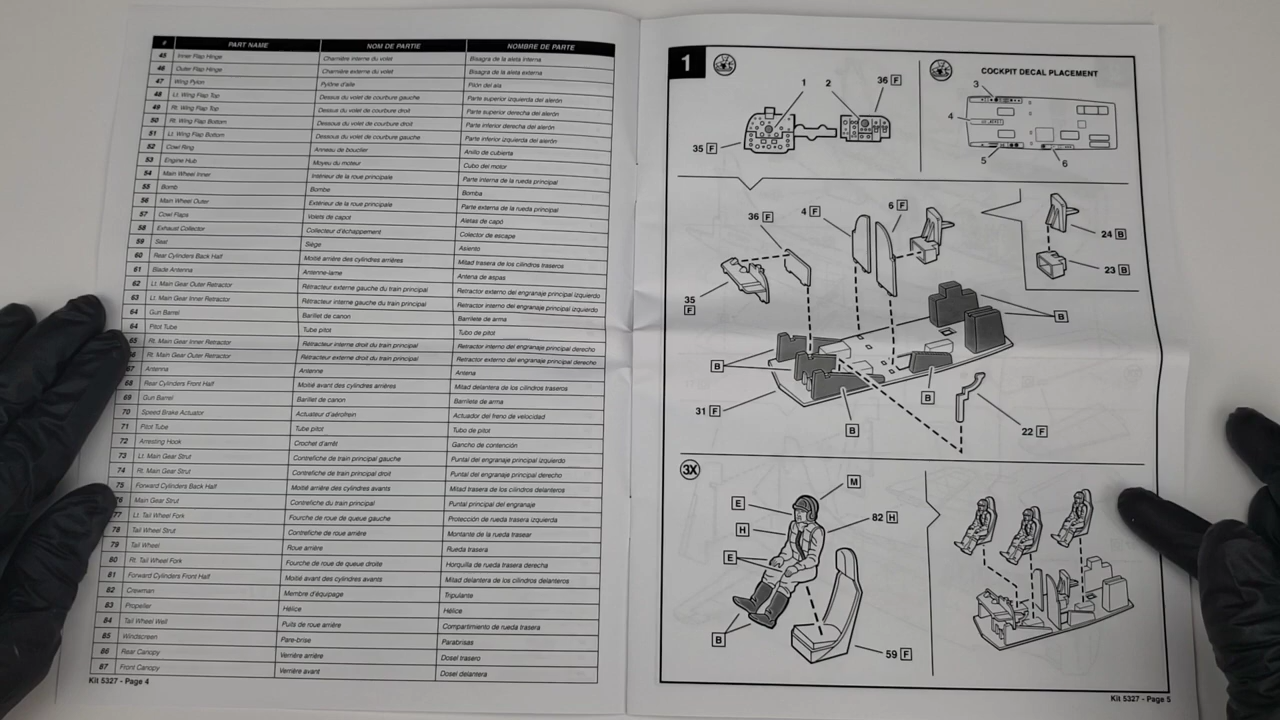 # PART NAME NOM DE PARTIE NOMBRE DE PARTE
45 Inner Flap Hinge Charnière interne du volet Bisagra de la aleta interna
46 Outer Flap Hinge Charnière externe du volet Bisagra de la aleta externa
47 Wing Pylon Pylône d'aile Pilón del ala
48 Lt. Wing Flap Top Dessus du volet de courbure gauche Parte superior izquierda del alerón
49 Rt. Wing Flap Top Dessus du volet de courbure droit Parte superior derecha del alerón
50 Rt. Wing Flap Bottom Dessous du volet de courbure droit Parte inferior derecha del alerón
51 Lt. Wing Flap Bottom Dessous du volet de courbure gauche Parte inferior izquierda del alerón
52 Cowl Ring Anneau de bouclier Anillo de cubierta
53 Engine Hub Moyeu du moteur Cubo del motor
54 Main Wheel Inner Intérieur de la roue principale Parte interna de la rueda principal
55 Bomb Bombe Bomba
56 Main Wheel Outer Extérieur de la roue principale Parte externa de la rueda principal
57 Cowl Flaps Volets de capot Aletas de capó
58 Exhaust Collector Collecteur d'échappement Colector de escape
59 Seat Siège Asiento
60 Rear Cylinders Back Half Moitié arrière des cylindres arrières Mitad trasera de los cilindros traseros
61 Blade Antenna Antenne-lame Antena de aspas
62 Lt. Main Gear Outer Retractor Rétracteur externe gauche du train principal Retractor externo del engranaje principal izquierdo
63 Lt. Main Gear Inner Retractor Rétracteur interne gauche du train principal Retractor interno del engranaje principal izquierdo
64 Gun Barrel Barillet de canon Barrilete de arma
64 Pitot Tube Tube pitot Tubo de pitot
65 Rt. Main Gear Inner Retractor Rétracteur interne droit du train principal Retractor interno del engranaje principal derecho
66 Rt. Main Gear Outer Retractor Rétracteur externe droit du train principal Retractor externo del engranaje principal derecho
67 Antenna Antenne Antena
68 Rear Cylinders Front Half Moitié avant des cylindres arrières Mitad delantera de los cilindros traseros
69 Gun Barrel Barillet de canon Barrilete de arma
70 Speed Brake Actuator Actuateur d'aérofrein Actuador del freno de velocidad
71 Pitot Tube Tube pitot Tubo de pitot
72 Arresting Hook Crochet d'arrêt Gancho de contención
73 Lt. Main Gear Strut Contrefiche de train principal gauche Puntal del engranaje principal izquierdo
74 Rt. Main Gear Strut Contrefiche de train principal droit Puntal del engranaje principal derecho
75 Forward Cylinders Back Half Moitié arrière des cylindres avants Mitad trasera de los cilindros delanteros
76 Main Gear Strut Contrefiche du train principal Puntal principal del engranaje
77 Lt. Tail Wheel Fork Fourche de roue de queue gauche Protección de rueda trasera izquierda
78 Tail Wheel Strut Contrefiche de roue arrière Montante de la rueda trasear
79 Tail Wheel Roue arrière Rueda trasera
80 Rt. Tail Wheel Fork Fourche de roue de queue droite Horquilla de rueda trasera derecha
81 Forward Cylinders Front Half Moitié avant des cylindres avants Mitad delantera de los cilindros delanteros
82 Crewman Membre d'équipage Tripulante
83 Propeller Hélice Hélice
84 Tail Wheel Well Puits de roue arrière Compartimento de rueda trasera
85 Windscreen Pare-brise Parabrisas
86 Rear Canopy Verrière arrière Dosel trasero
87 Front Canopy Verrière avant Dosel delantera
Kit 5327 - Page 4
1
1 2 36 F
35 F
COCKPIT DECAL PLACEMENT
3
4
5 6
36 F 4 F 6 F
24 B
23 B
35 F
B
B
31 F
B
B
22 F
3X
M
E
H
82 H
E
B
59 F
Kit 5327 - Page 5